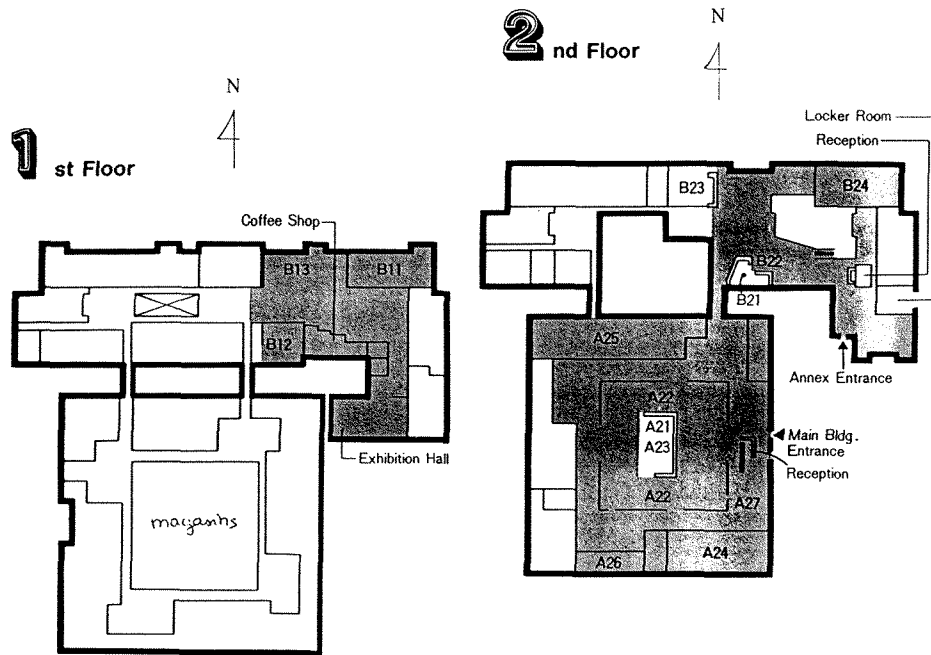 1 st Floor
N
Coffee Shop
B13
B11
B12
Exhibition Hall
magasins
2 nd Floor
N
Locker Room
Reception
B23
B24
B22
B21
Annex Entrance
A25
A22
A21
A23
A22
A27
A26
A24
Main Bldg.
Entrance
Reception